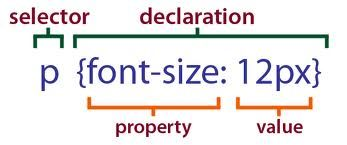 selector declaration
p {font-size: 12px}
property value